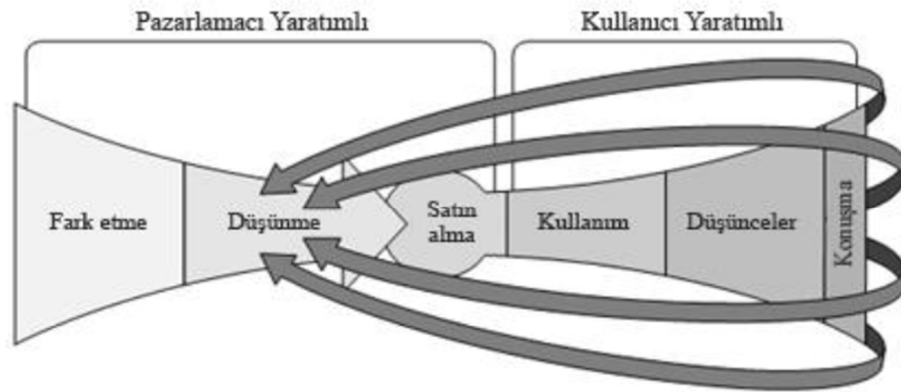 Pazarlamacı Yaratımlı
Kullanıcı Yaratımlı
Fark etme
Düşünme
Satın
alma
Kullanım
Düşünceler
Konuşma